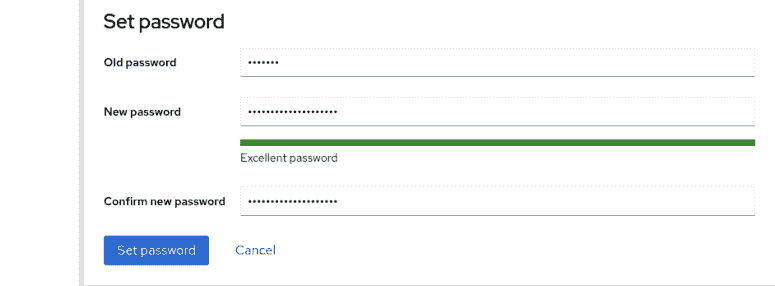 Set password
Old password •••••••
New password ••••••••••••••••••••
Excellent password
Confirm new password ••••••••••••••••••••
Set password Cancel